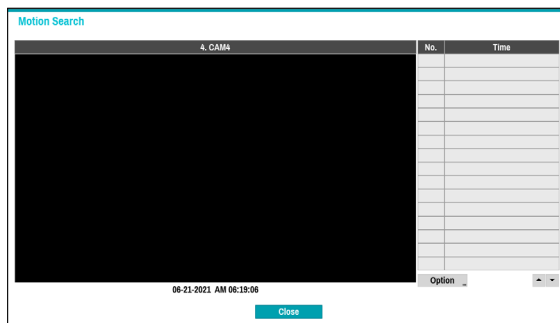 Motion Search
4. CAM4
No. Time
Option
06-21-2021 AM 06:19:06
Close